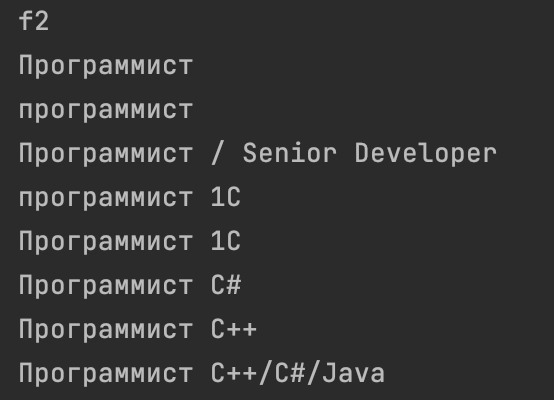 f2
Программист
программист
Программист / Senior Developer
программист 1С
Программист 1С
Программист C#
Программист C++
Программист C++/C#/Java